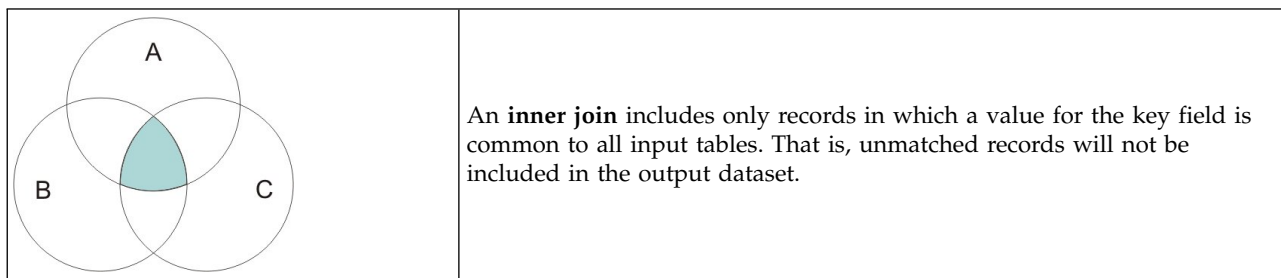 A
B
C
An inner join includes only records in which a value for the key field is
common to all input tables. That is, unmatched records will not be
included in the output dataset.